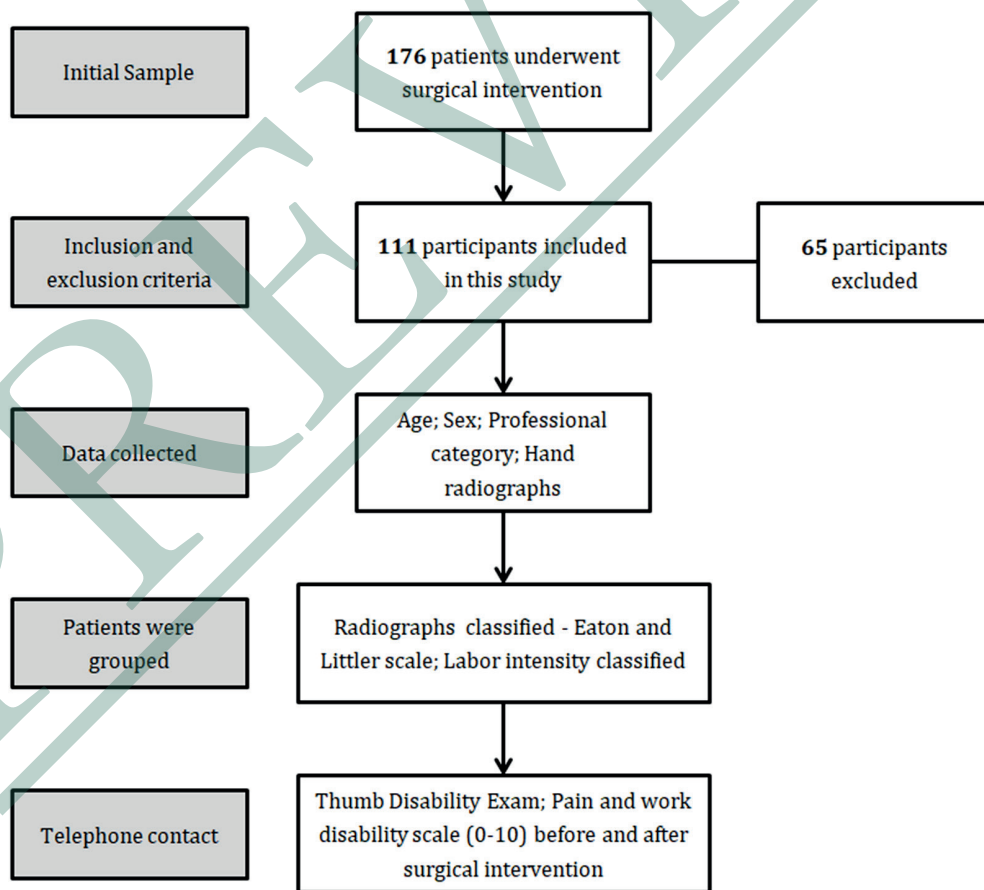 Initial Sample
176 patients underwent
surgical intervention
Inclusion and
exclusion criteria
111 participants included
in this study
65 participants
excluded
Data collected
Age; Sex; Professional
category; Hand
radiographs
Patients were
grouped
Radiographs classified - Eaton and
Littler scale; Labor intensity classified
Telephone contact
Thumb Disability Exam; Pain and work
disability scale (0-10) before and after
surgical intervention